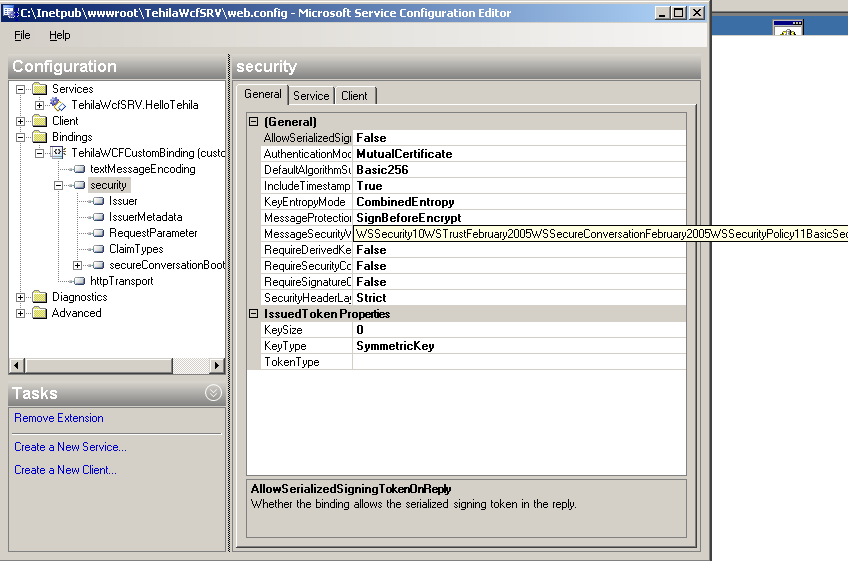 C:\Inetpub\wwwroot\TehilaWcfSRV\web.config - Microsoft Service Configuration Editor
File Help
Configuration
Services
TehilaWcfSRV.HelloTehila
Client
Bindings
TehilaWCFCustomBinding (custo
textMessageEncoding
security
Issuer
IssuerMetadata
RequestParameter
ClaimTypes
secureConversationBoot
httpTransport
Diagnostics
Advanced
Tasks
Remove Extension
Create a New Service...
Create a New Client...
security
General Service Client
(General)
AllowSerializedSig False
AuthenticationMod MutualCertificate
DefaultAlgorithmSu Basic256
IncludeTimestamp True
KeyEntropyMode CombinedEntropy
MessageProtection SignBeforeEncrypt
MessageSecurityV WSSecurity10WSTrustFebruary2005WSSecureConversationFebruary2005WSSecurityPolicy11BasicSec
RequireDerivedKe False
RequireSecurityCo False
RequireSignatureC False
SecurityHeaderLay Strict
IssuedToken Properties
KeySize 0
KeyType SymmetricKey
TokenType
AllowSerializedSigningTokenOnReply
Whether the binding allows the serialized signing token in the reply.